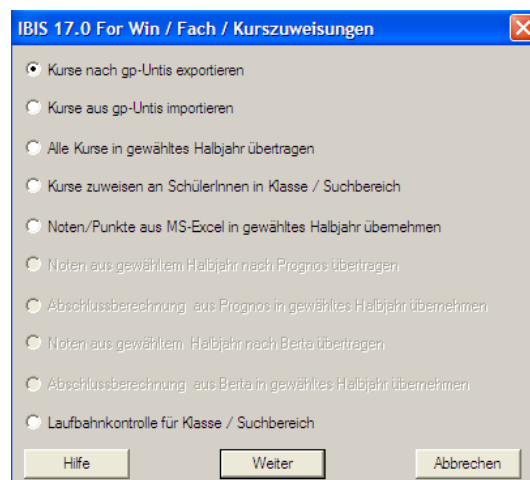 IBIS 17.0 For Win / Fach / Kurszuweisungen
Kurse nach gp-Untis exportieren
Kurse aus gp-Untis importieren
Alle Kurse in gewähltes Halbjahr übertragen
Kurse zuweisen an SchülerInnen in Klasse / Suchbereich
Noten/Punkte aus MS-Excel in gewähltes Halbjahr übernehmen
Noten aus gewähltem Halbjahr nach Prognos übertragen
Abschlussberechnung aus Prognos in gewähltes Halbjahr übernehmen
Noten aus gewähltem Halbjahr nach Berta übertragen
Abschlussberechnung aus Berta in gewähltes Halbjahr übernehmen
Laufbahnkontrolle für Klasse / Suchbereich
Hilfe Weiter Abbrechen